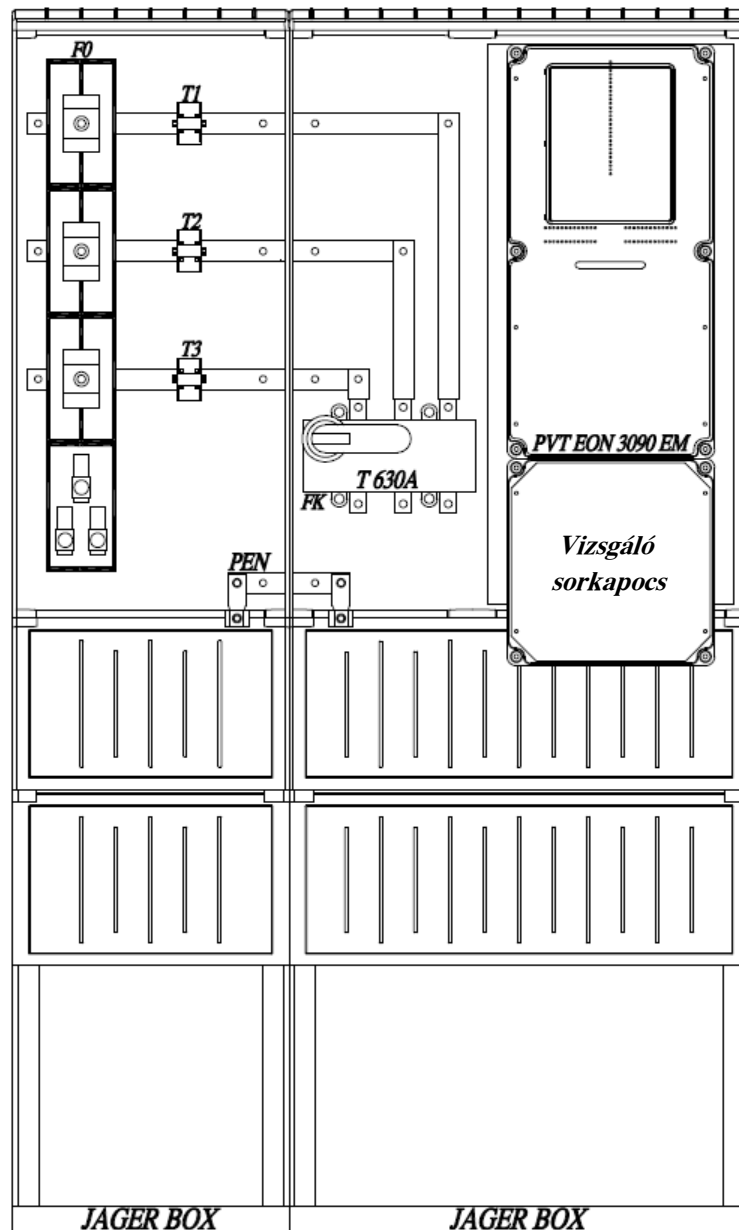 F0
T1
T2
T3
PVT EON 3090 EM
T 630A
FK
Vizsgáló
sorkapocs
PEN
JAGER BOX
JAGER BOX